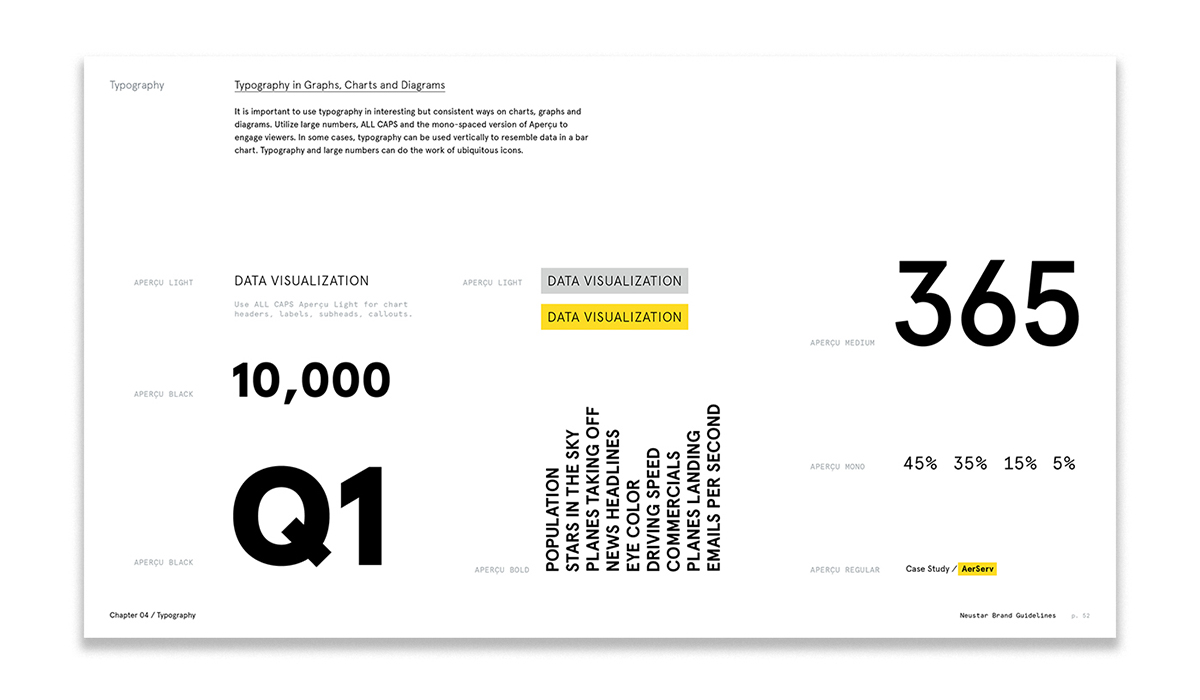 Typography
Typography in Graphs, Charts and Diagrams
It is important to use typography in interesting but consistent ways on charts, graphs and
diagrams. Utilize large numbers, ALL CAPS and the mono-spaced version of Aperçu to
engage viewers. In some cases, typography can be used vertically to resemble data in a bar
chart. Typography and large numbers can do the work of ubiquitous icons.
APERÇU LIGHT
DATA VISUALIZATION
Use ALL CAPS Aperçu Light for chart
headers, labels, subheads, callouts.
APERÇU BLACK
10,000
APERÇU BLACK
Q1
APERÇU LIGHT
DATA VISUALIZATION
DATA VISUALIZATION
APERÇU BOLD
POPULATION
STARS IN THE SKY
PLANES TAKING OFF
NEWS HEADLINES
EYE COLOR
DRIVING SPEED
COMMERCIALS
PLANES LANDING
EMAILS PER SECOND
APERÇU MEDIUM
365
APERÇU MONO
45% 35% 15% 5%
APERÇU REGULAR
Case Study / AerServ
Chapter 04 / Typography
Neustar Brand Guidelines p. 52